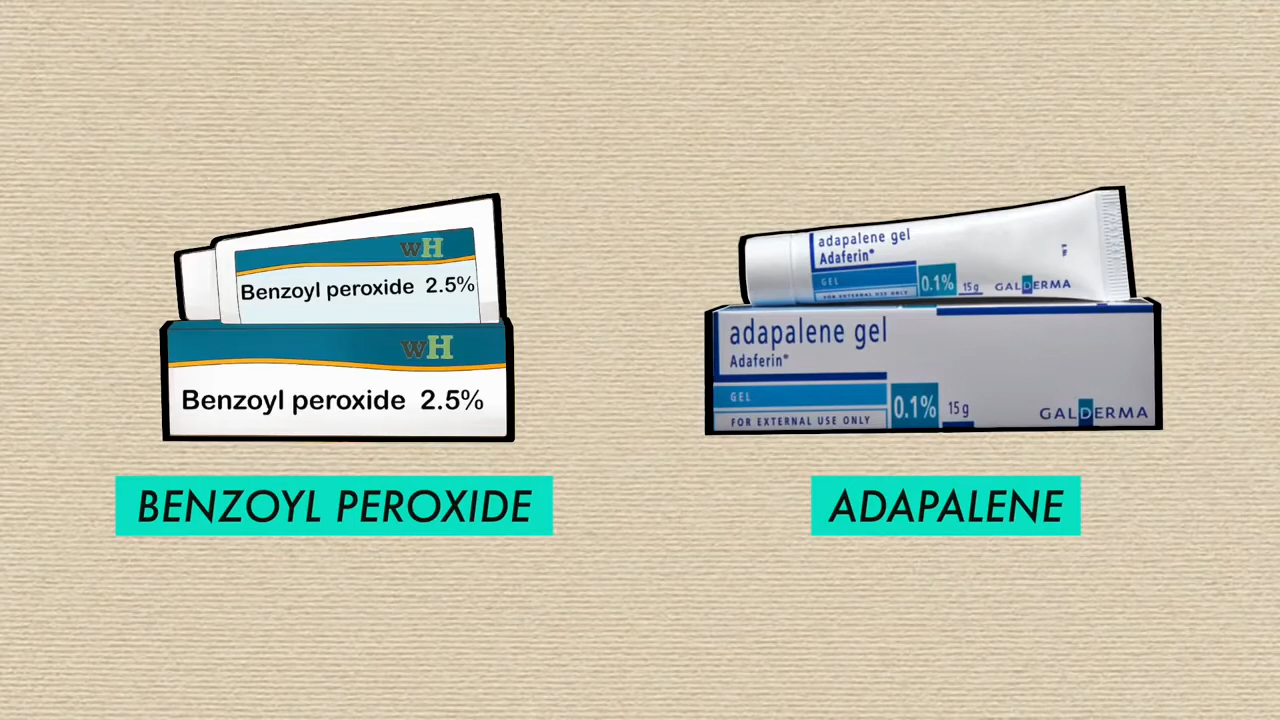 wH
Benzoyl peroxide 2.5%
wH
Benzoyl peroxide 2.5%
BENZOYL PEROXIDE
adapalene gel
Adaferin®
GEL
0.1%
15g
FOR EXTERNAL USE ONLY
GALDERMA
adapalene gel
Adaferin®
GEL
0.1%
15g
FOR EXTERNAL USE ONLY
GALDERMA
ADAPALENE